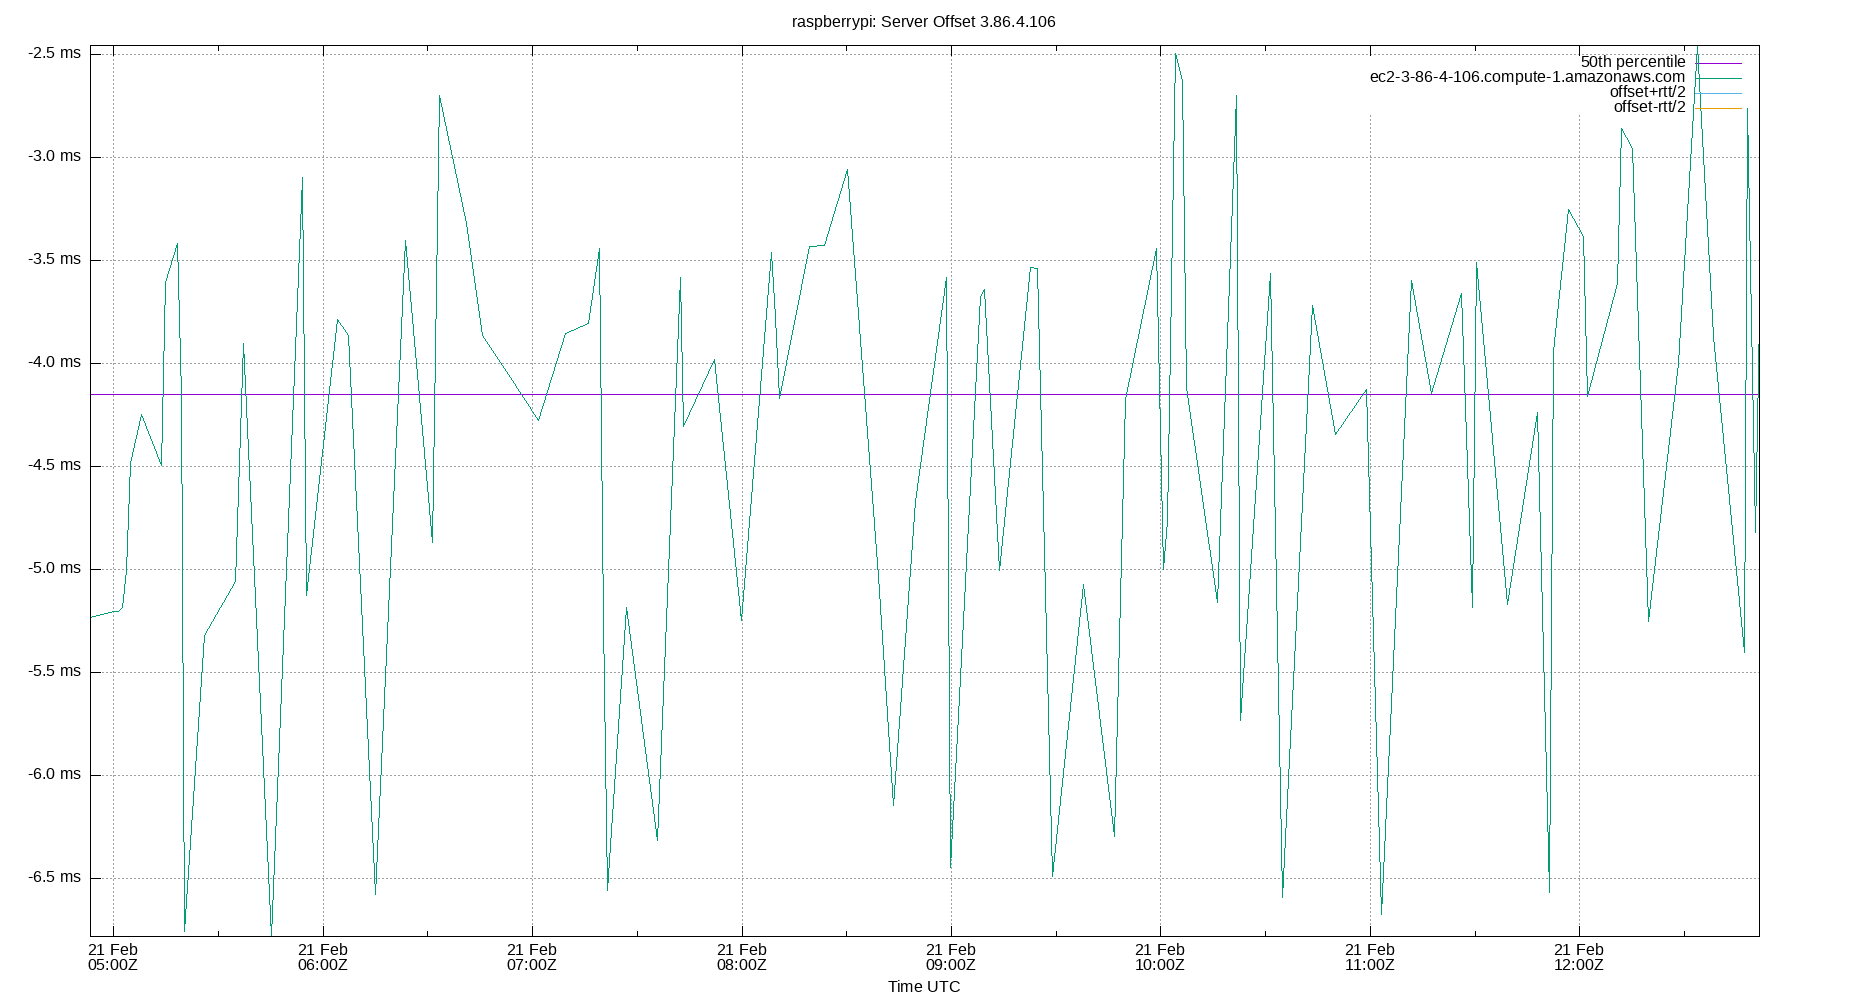 raspberrypi: Server Offset 3.86.4.106
-2.5 ms
50th percentile
ec2-3-86-4-106.compute-1.amazonaws.com
offset+rtt/2
offset-rtt/2
-3.0 ms
-3.5 ms
-4.0 ms
-4.5 ms
-5.0 ms
-5.5 ms
-6.0 ms
-6.5 ms
21 Feb 21 Feb 21 Feb 21 Feb 21 Feb 21 Feb 21 Feb 21 Feb
05:00Z 06:00Z 07:00Z 08:00Z 09:00Z 10:00Z 11:00Z 12:00Z
Time UTC